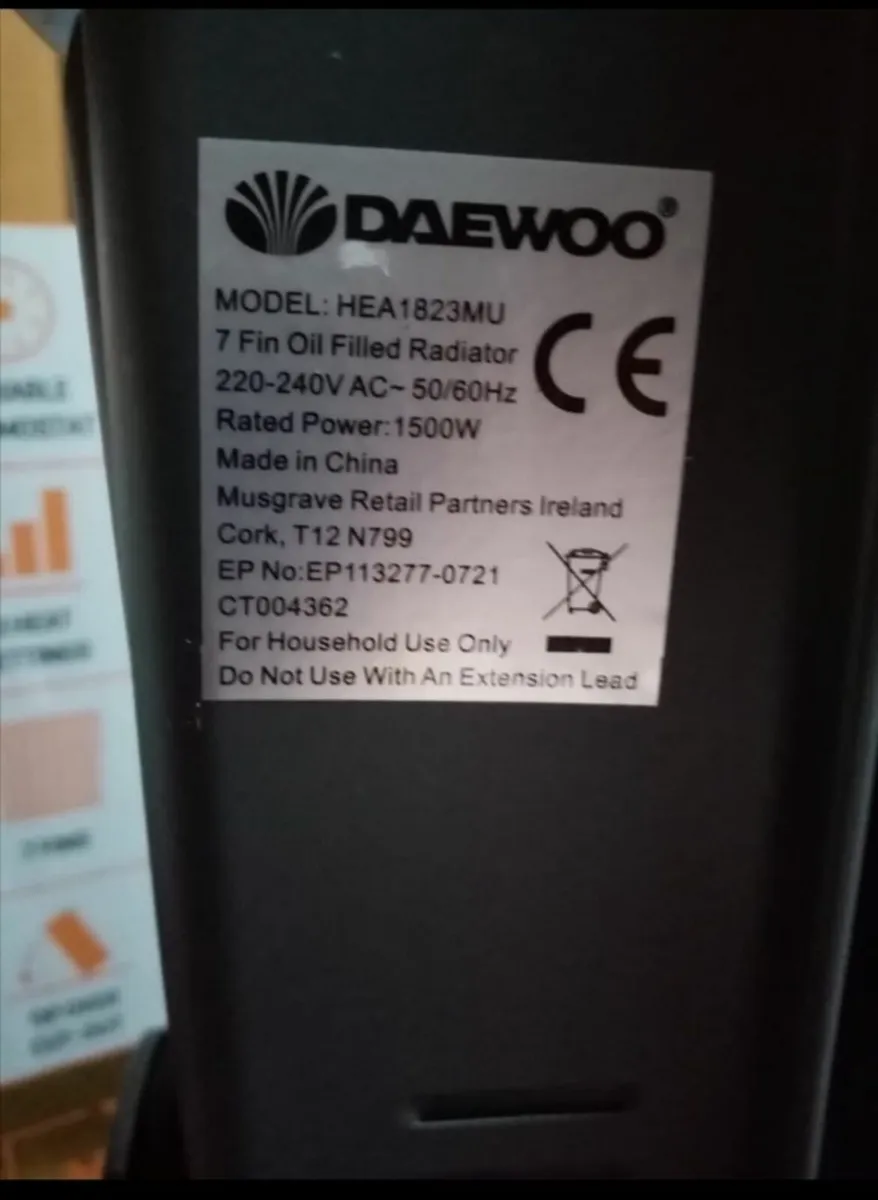 DAEWOO®
MODEL: HEA1823MU
7 Fin Oil Filled Radiator
220-240V AC~ 50/60Hz
Rated Power:1500W
Made in China
Musgrave Retail Partners Ireland
Cork, T12 N799
EP No:EP113277-0721
CT004362
For Household Use Only
Do Not Use With An Extension Lead
CE